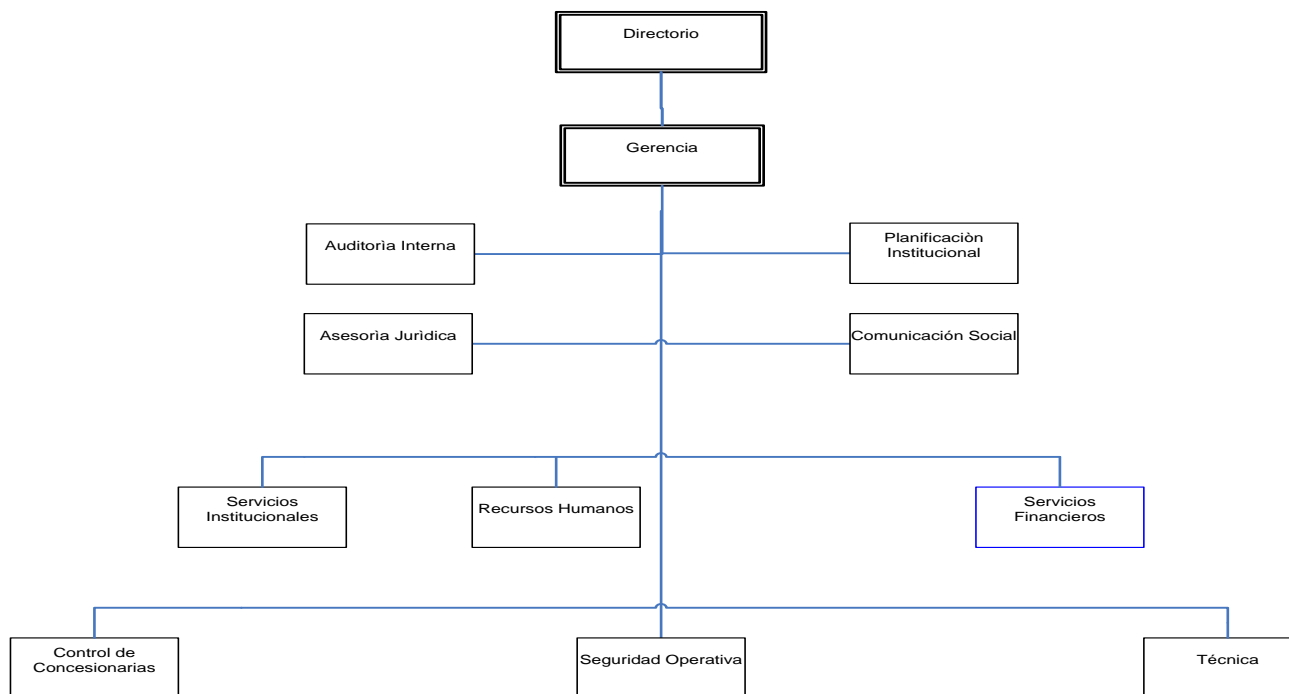 Directorio
Gerencia
Auditorìa Interna
Planificaciòn
Institucional
Asesorìa Jurìdica
Comunicación Social
Servicios
Institucionales
Recursos Humanos
Servicios
Financieros
Control de
Concesionarias
Seguridad Operativa
Técnica